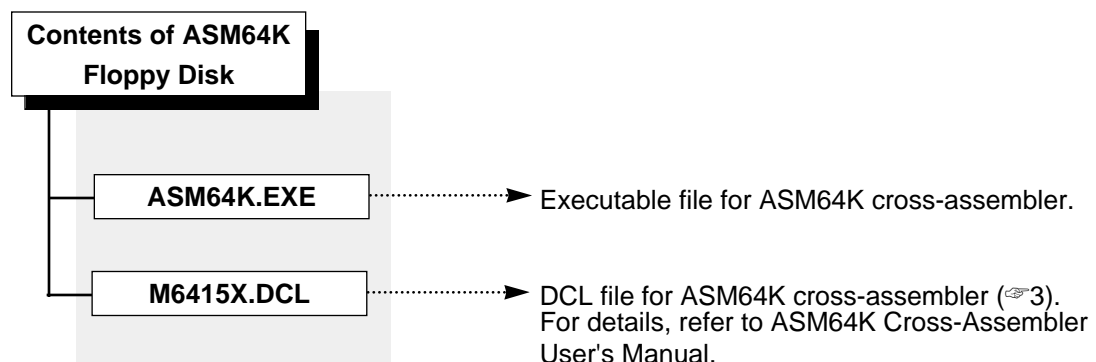 Contents of ASM64K
Floppy Disk
ASM64K.EXE
Executable file for ASM64K cross-assembler.
M6415X.DCL
DCL file for ASM64K cross-assembler (☞3).
For details, refer to ASM64K Cross-Assembler
User's Manual.